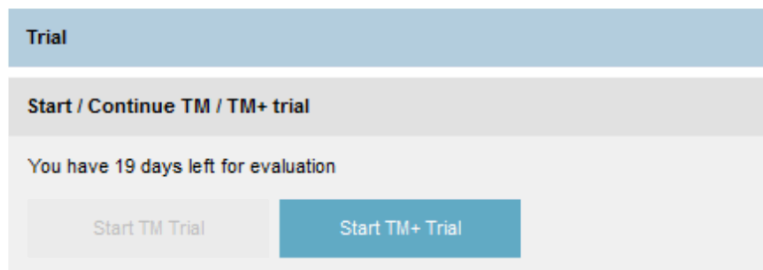 Trial
Start / Continue TM / TM+ trial
You have 19 days left for evaluation
Start TM Trial
Start TM+ Trial